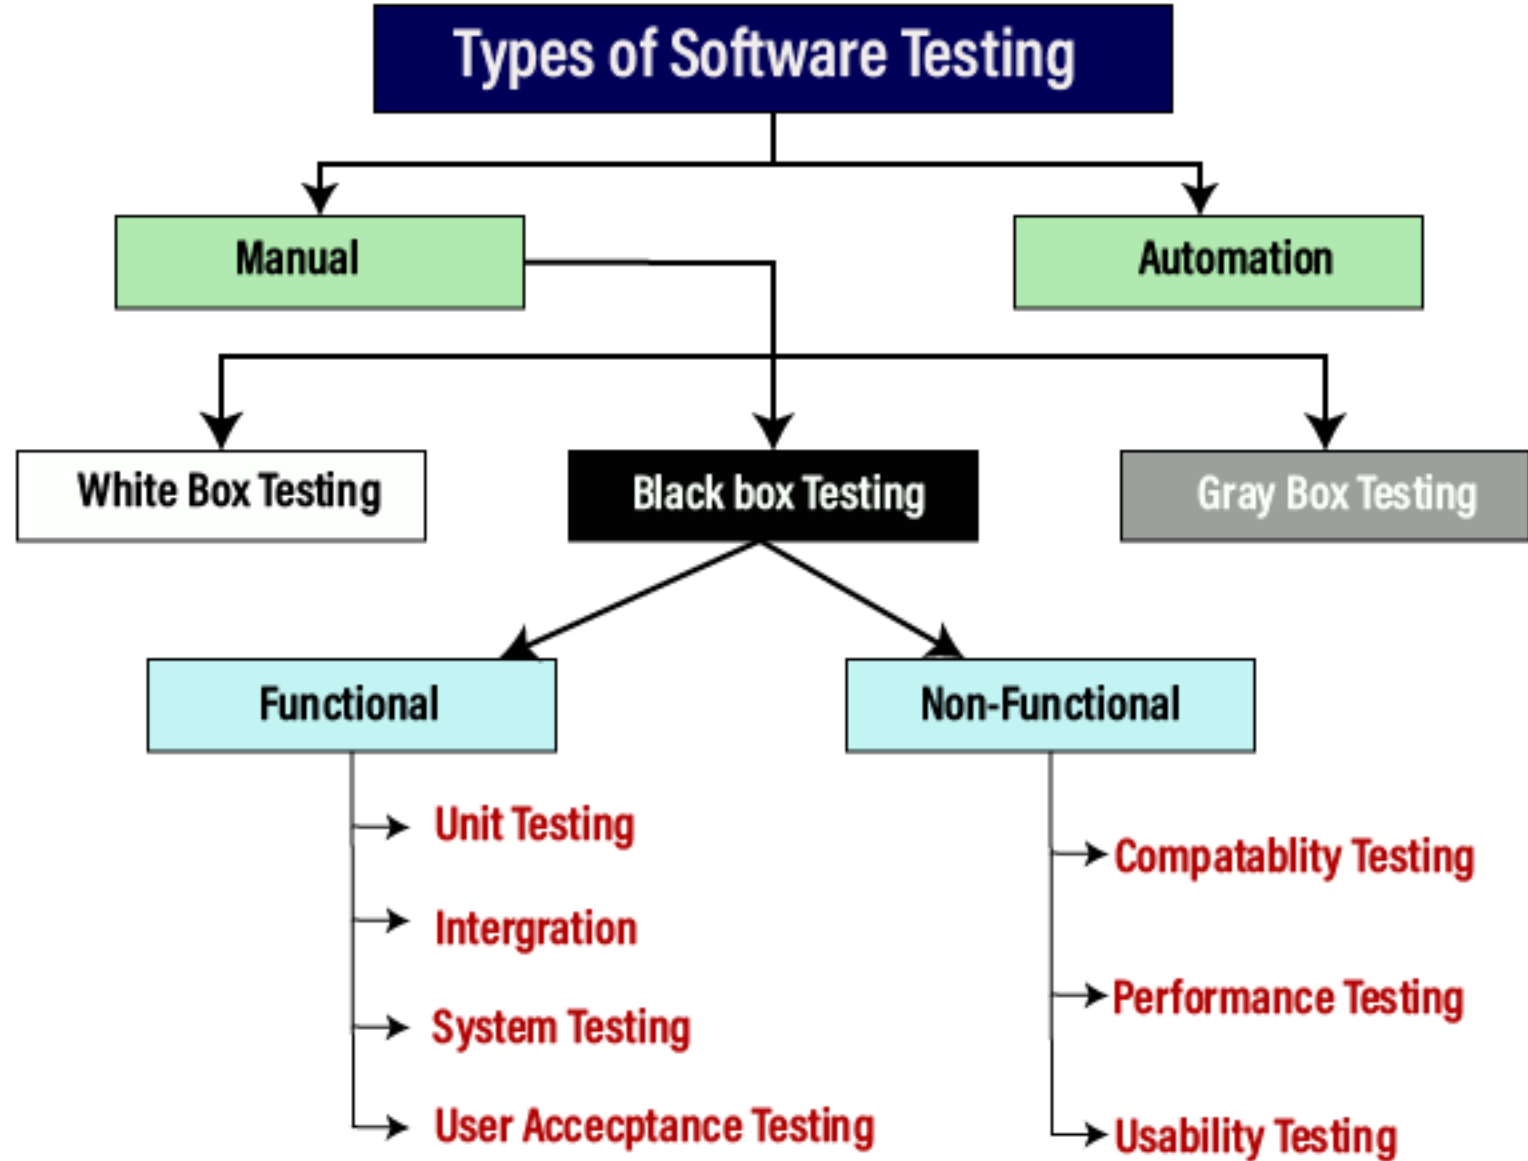 Types of Software Testing
Manual
Automation
White Box Testing
Black box Testing
Gray Box Testing
Functional
Non-Functional
Unit Testing
Intergration
System Testing
User Accecptance Testing
Compatablity Testing
Performance Testing
Usability Testing